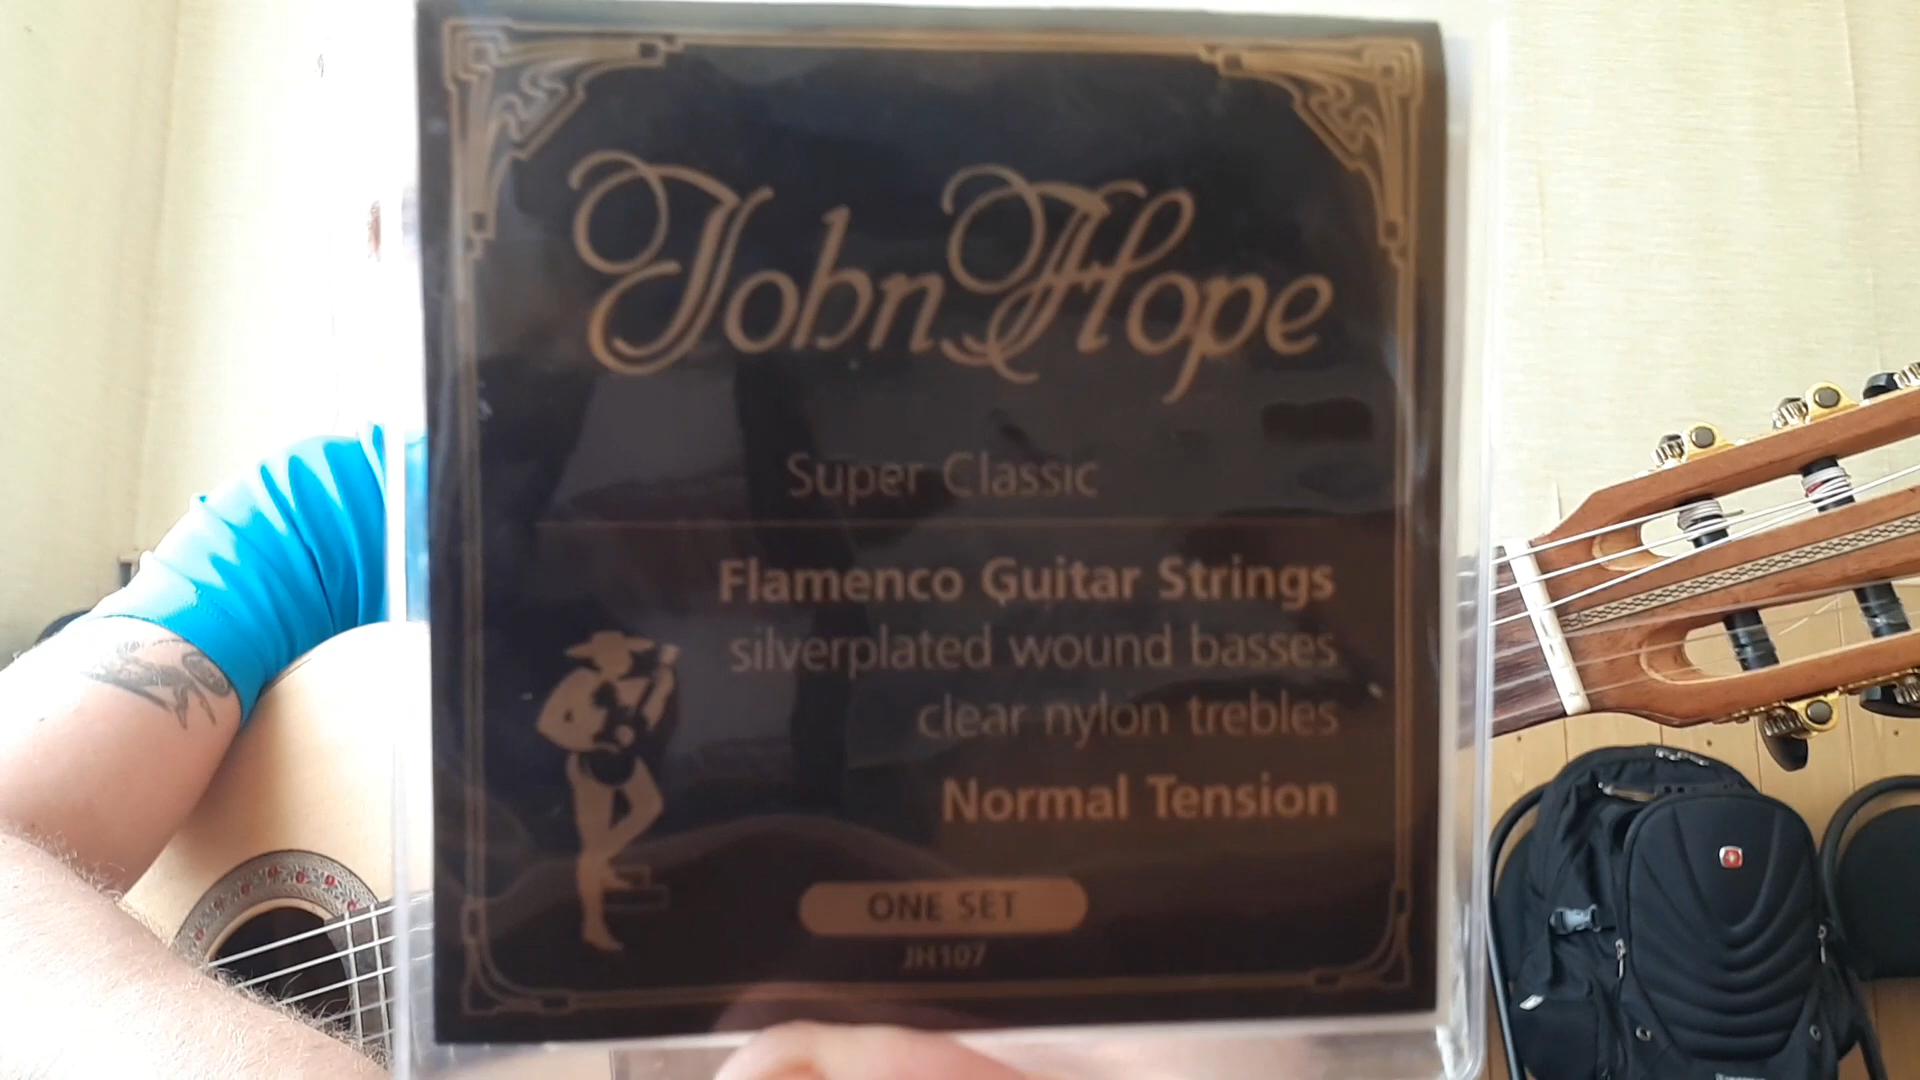 John Hope
Super Classic
Flamenco Guitar Strings
silverplated wound basses
clear nylon trebles
Normal Tension
ONE SET
JH107